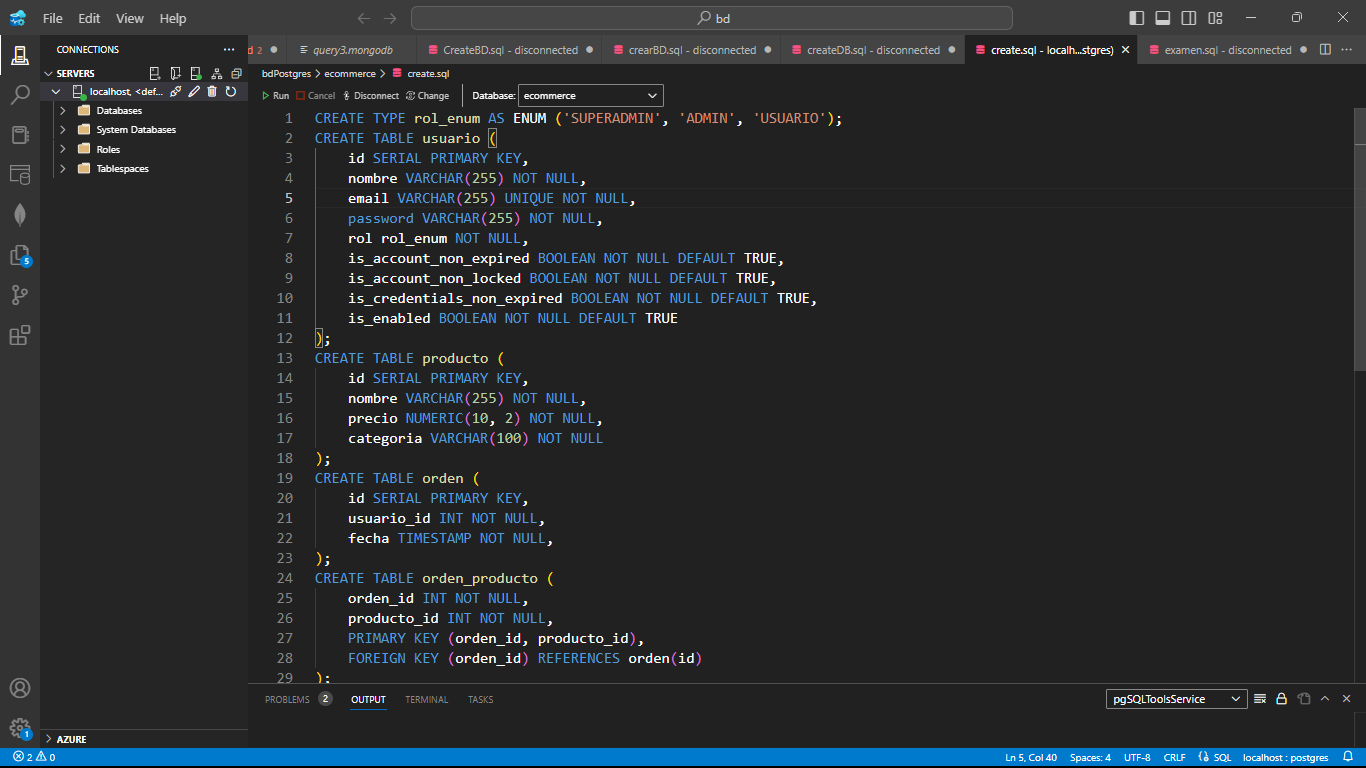 File Edit View Help
bd
CONNECTIONS
d 2 query3.mongodb CreateBD.sql - disconnected crearBD.sql - disconnected createDB.sql - disconnected create.sql - localh...stgres) examen.sql - disconnected
SERVERS
bdPostgres > ecommerce > create.sql
localhost, <def...
Run Cancel Disconnect Change Database: ecommerce
Databases
System Databases
Roles
Tablespaces
1 CREATE TYPE rol_enum AS ENUM ('SUPERADMIN', 'ADMIN', 'USUARIO');
2 CREATE TABLE usuario (
3 id SERIAL PRIMARY KEY,
4 nombre VARCHAR(255) NOT NULL,
5 email VARCHAR(255) UNIQUE NOT NULL,
6 password VARCHAR(255) NOT NULL,
7 rol rol_enum NOT NULL,
8 is_account_non_expired BOOLEAN NOT NULL DEFAULT TRUE,
9 is_account_non_locked BOOLEAN NOT NULL DEFAULT TRUE,
10 is_credentials_non_expired BOOLEAN NOT NULL DEFAULT TRUE,
11 is_enabled BOOLEAN NOT NULL DEFAULT TRUE
12 );
13 CREATE TABLE producto (
14 id SERIAL PRIMARY KEY,
15 nombre VARCHAR(255) NOT NULL,
16 precio NUMERIC(10, 2) NOT NULL,
17 categoria VARCHAR(100) NOT NULL
18 );
19 CREATE TABLE orden (
20 id SERIAL PRIMARY KEY,
21 usuario_id INT NOT NULL,
22 fecha TIMESTAMP NOT NULL,
23 );
24 CREATE TABLE orden_producto (
25 orden_id INT NOT NULL,
26 producto_id INT NOT NULL,
27 PRIMARY KEY (orden_id, producto_id),
28 FOREIGN KEY (orden_id) REFERENCES orden(id)
29 );
5
1
PROBLEMS 2 OUTPUT TERMINAL TASKS pgSQLToolsService
AZURE
2 0 Ln 5, Col 40 Spaces: 4 UTF-8 CRLF SQL localhost : postgres